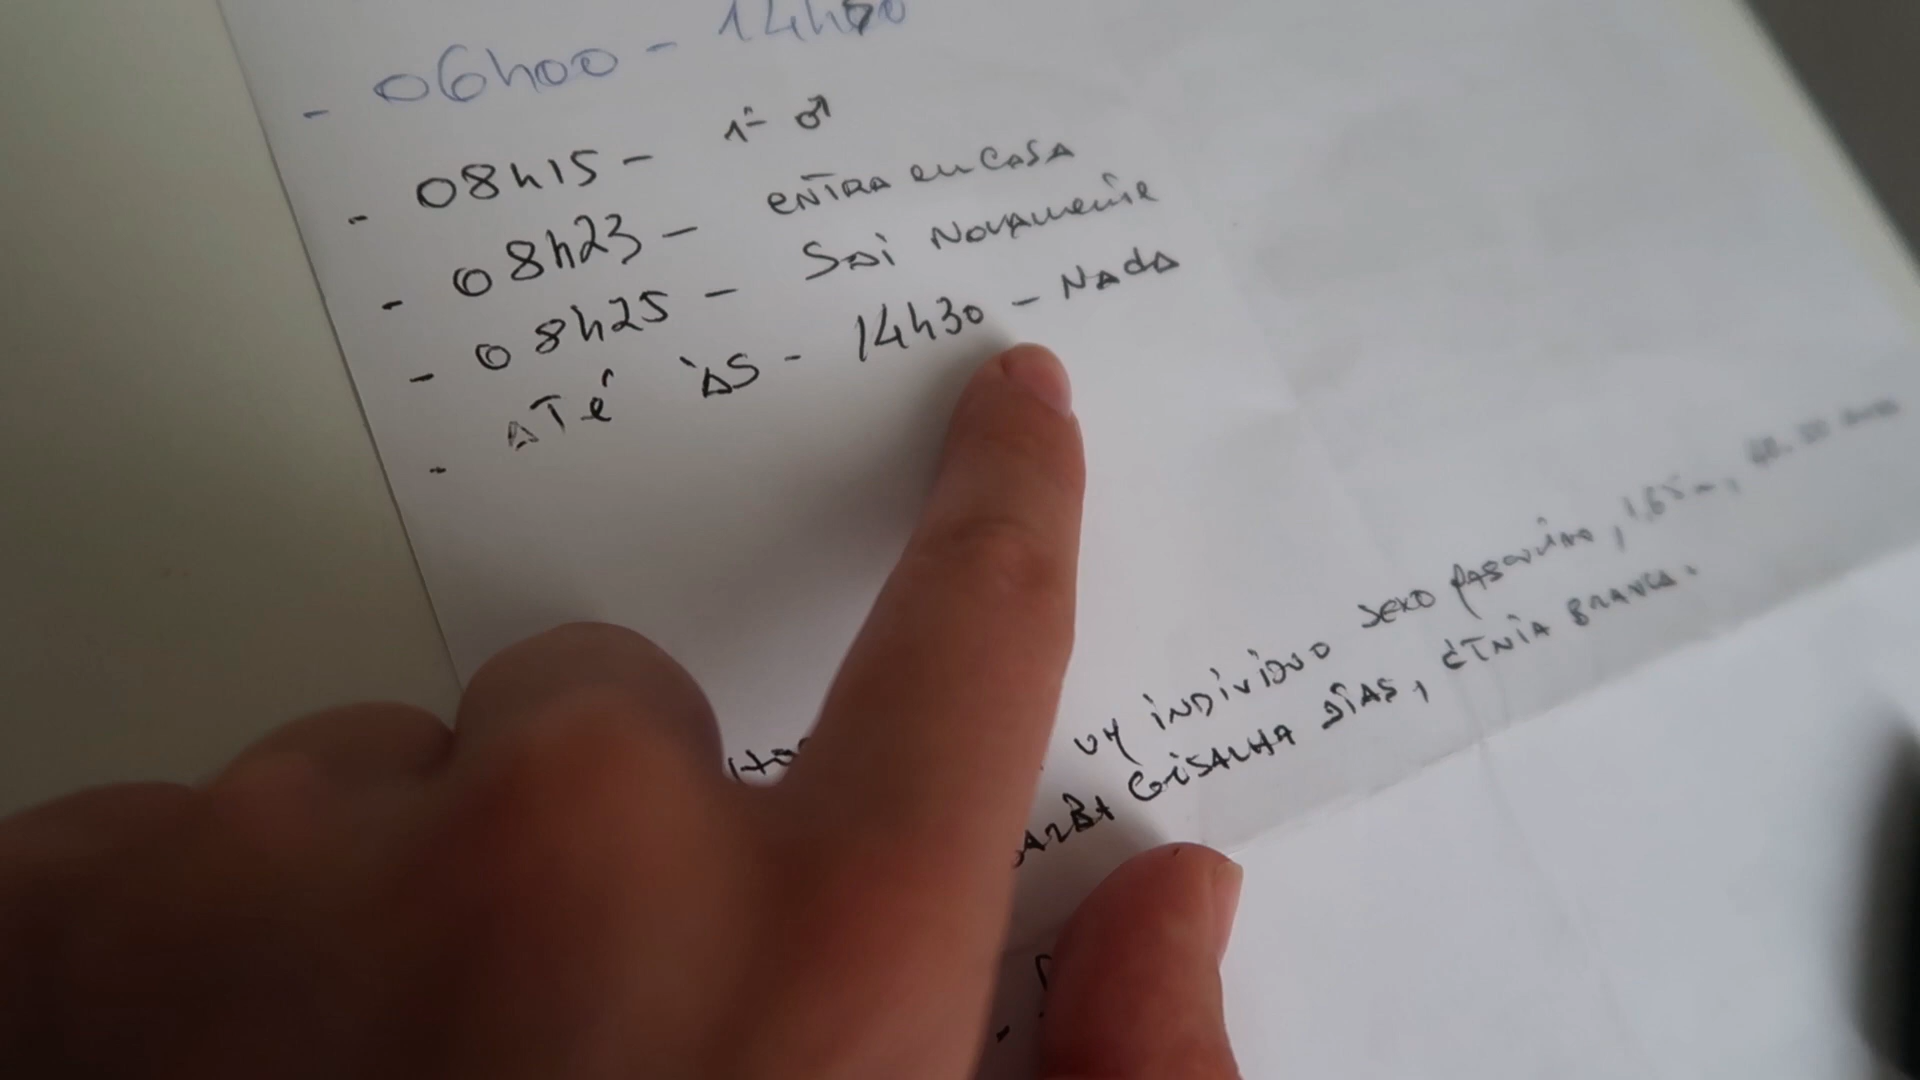 - 06h00 - 14h30
- 08h15 - 1º ♂
- 08h23 - ENTRA em CASA
- 08h25 - SAI NOVAMENTE
- ATÉ ÀS - 14h30 - NADA
UM INDIVIDUO SEXO MASCULINO, 1,65m,
BARBA GRISALHA DIAS, ETNIA BRANCA.